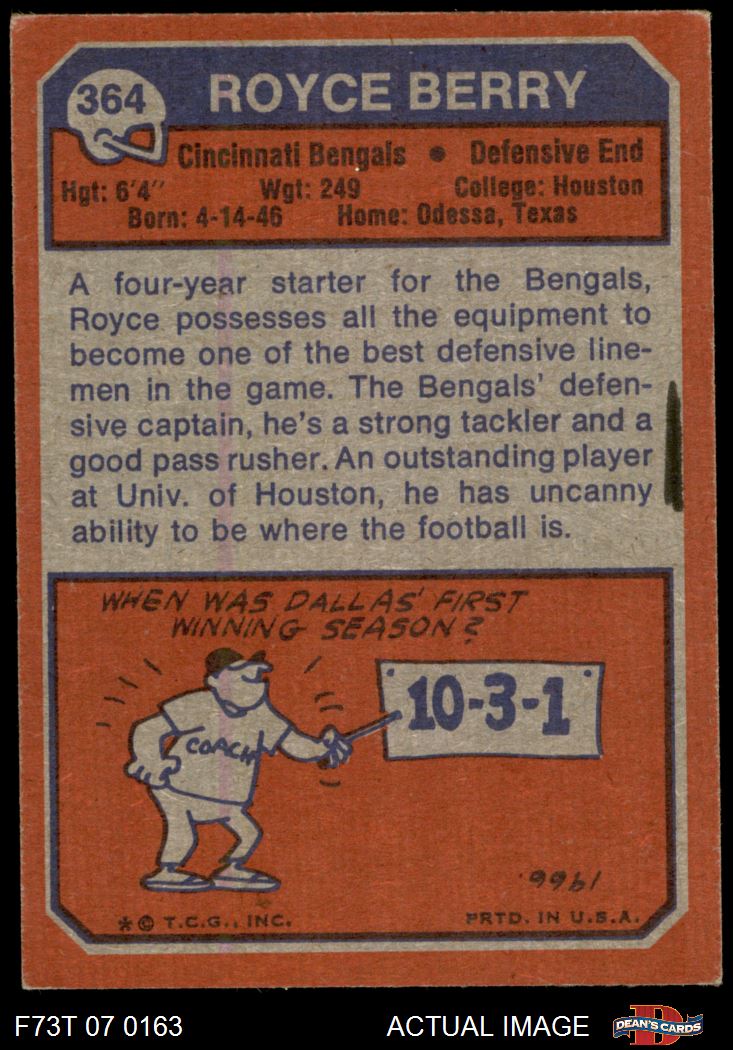 364
ROYCE BERRY
Cincinnati Bengals • Defensive End
Hgt: 6'4" Wgt: 249 College: Houston
Born: 4-14-46 Home: Odessa, Texas
A four-year starter for the Bengals,
Royce possesses all the equipment to
become one of the best defensive line-
men in the game. The Bengals' defen-
sive captain, he's a strong tackler and a
good pass rusher. An outstanding player
at Univ. of Houston, he has uncanny
ability to be where the football is.
WHEN WAS DALLAS' FIRST
WINNING SEASON?
10-3-1
COACH
1966.
* © T.C.G., INC. PRTD. IN U.S.A.
F73T 07 0163 ACTUAL IMAGE
D
DEAN'S CARDS